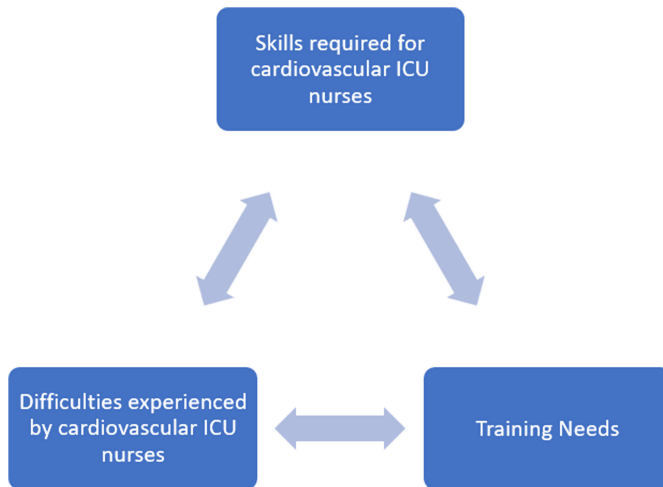 Skills required for
cardiovascular ICU
nurses
Difficulties experienced
by cardiovascular ICU
nurses
Training Needs